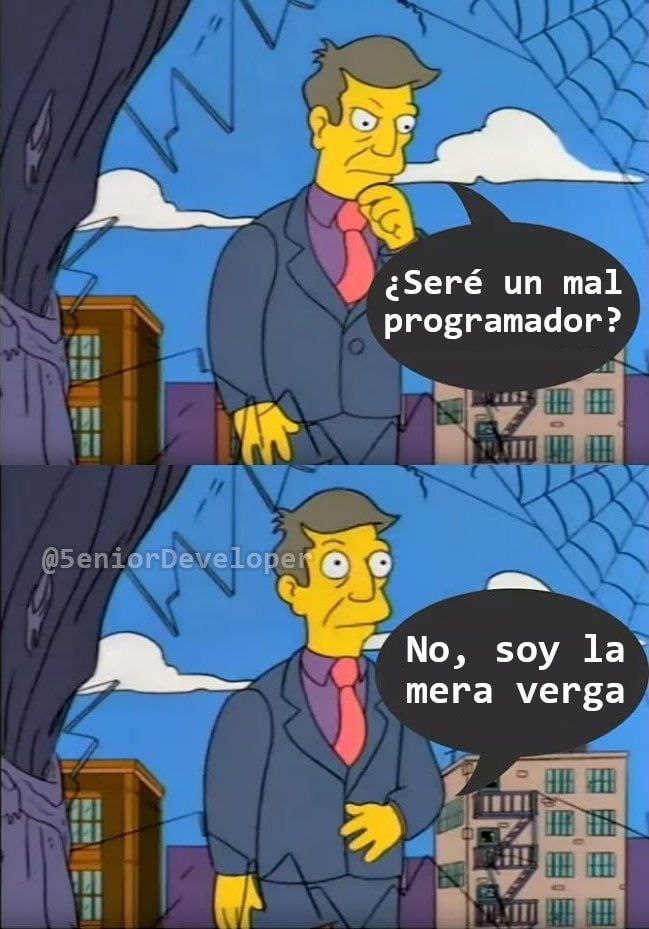 ¿Seré un mal
programador?
@5eniorDeveloper
No, soy la
mera verga